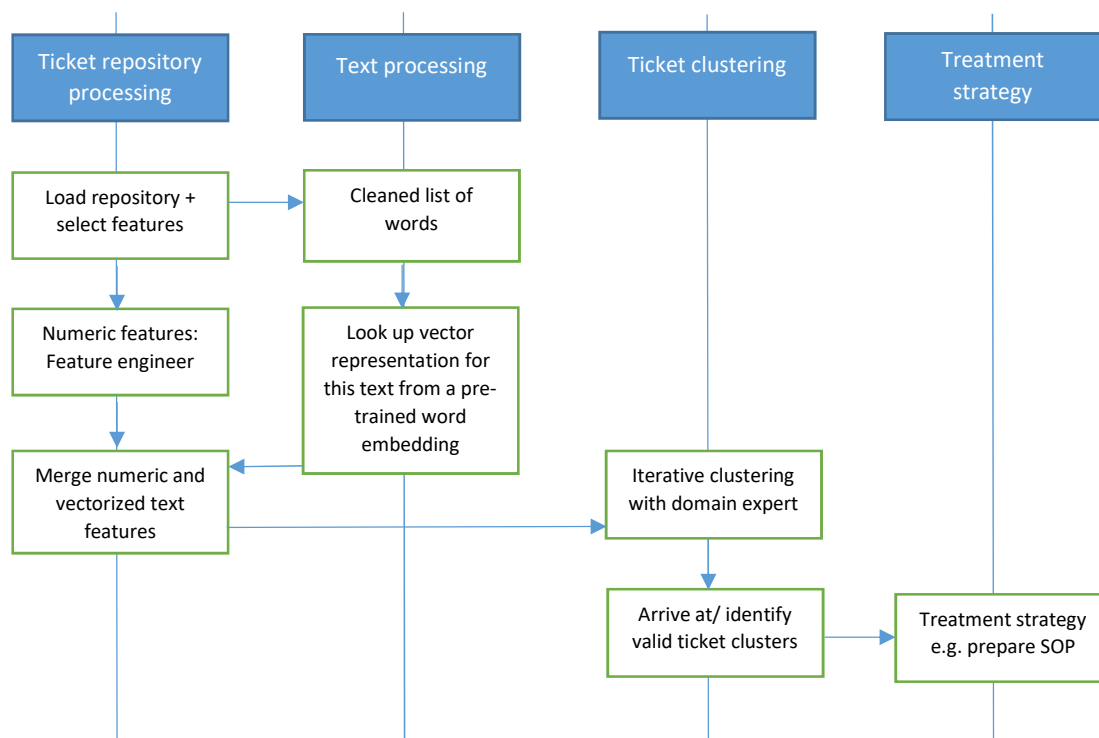 Ticket repository
processing
Text processing
Ticket clustering
Treatment
strategy
Load repository +
select features
Cleaned list of
words
Numeric features:
Feature engineer
Look up vector
representation for
this text from a pre-
trained word
embedding
Merge numeric and
vectorized text
features
Iterative clustering
with domain expert
Arrive at/ identify
valid ticket clusters
Treatment strategy
e.g. prepare SOP